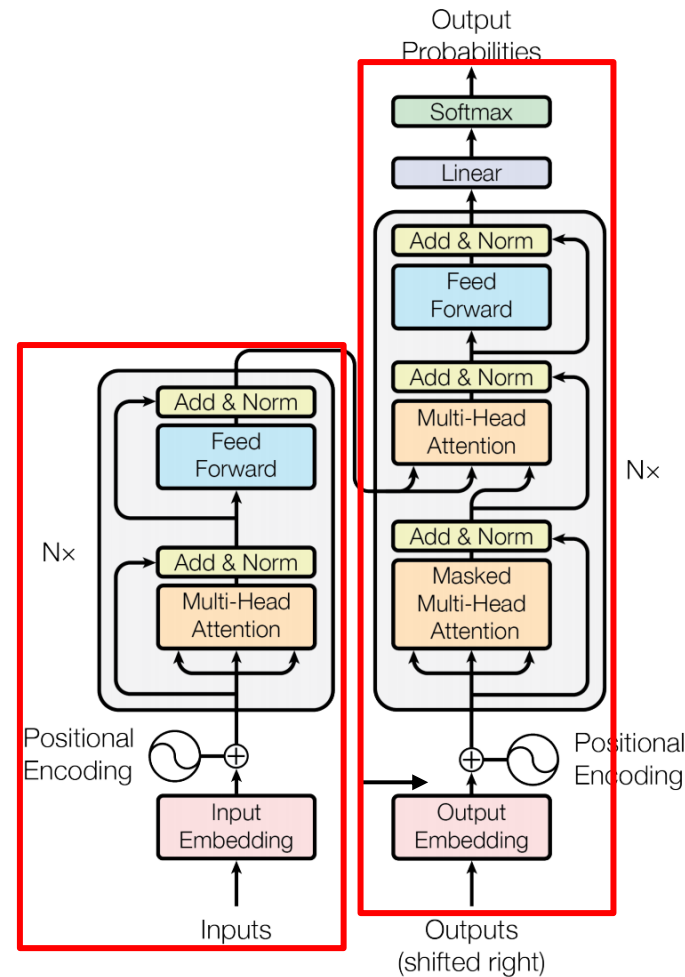 Output
Probabilities
Softmax
Linear
Add & Norm
Feed
Forward
Add & Norm
Multi-Head
Attention
Nx
Add & Norm
Masked
Multi-Head
Attention
Positional
Encoding
Output
Embedding
Outputs
(shifted right)
Add & Norm
Feed
Forward
N×
Add & Norm
Multi-Head
Attention
Positional
Encoding
Input
Embedding
Inputs